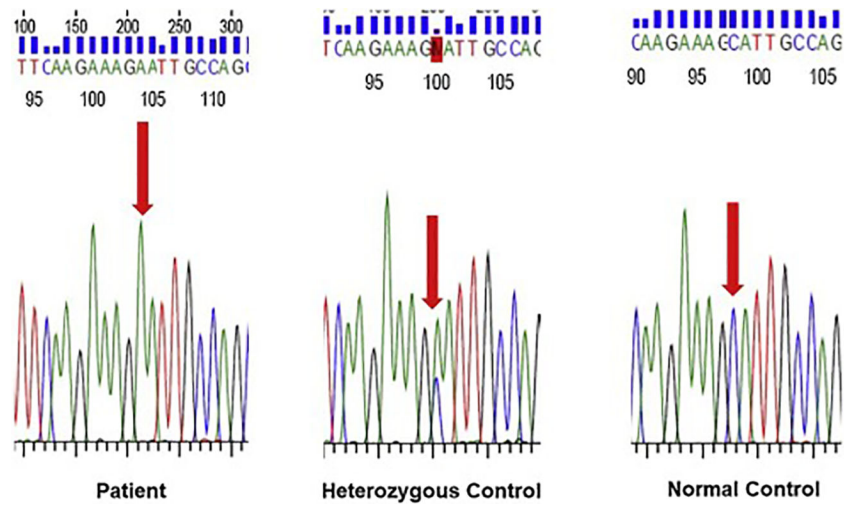 100 150 200 250 300
TTCAAGAAAGAATTGCCAG
95 100 105 110
TCAAGAAAGNATTGCCAC
95 100 105
CAAGAAAGCATTGCCAG
90 95 100 105
Patient
Heterozygous Control
Normal Control